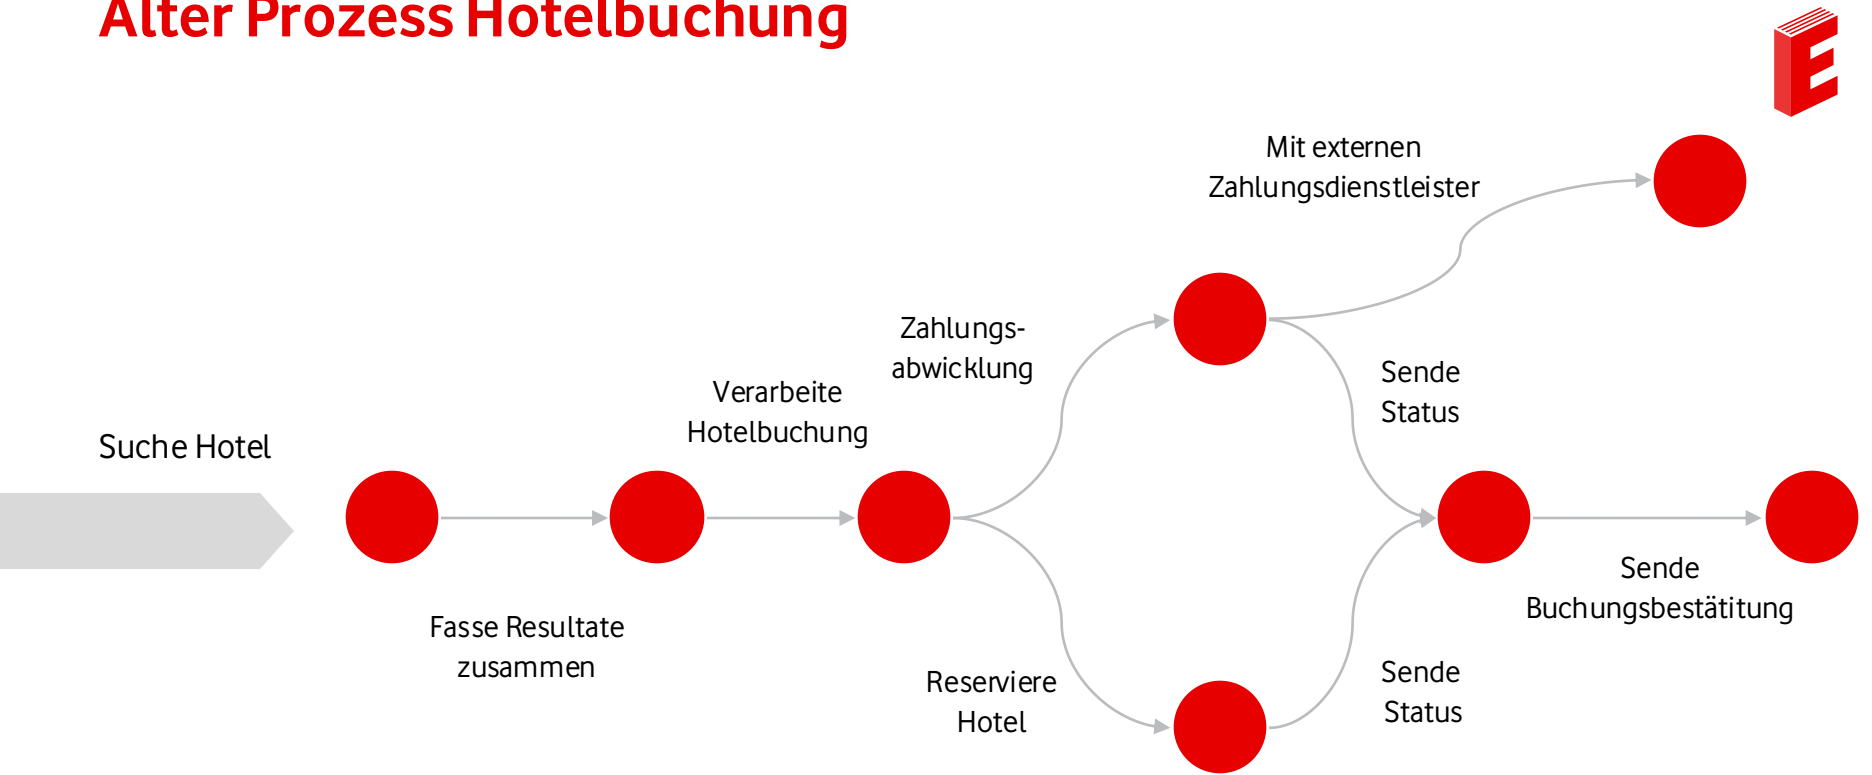 Alter Prozess Hotelbuchung
E
Mit externen
Zahlungsdienstleister
Zahlungs-
abwicklung
Sende
Status
Verarbeite
Hotelbuchung
Suche Hotel
Fasse Resultate
zusammen
Sende
Buchungsbestätitung
Reserviere
Hotel
Sende
Status